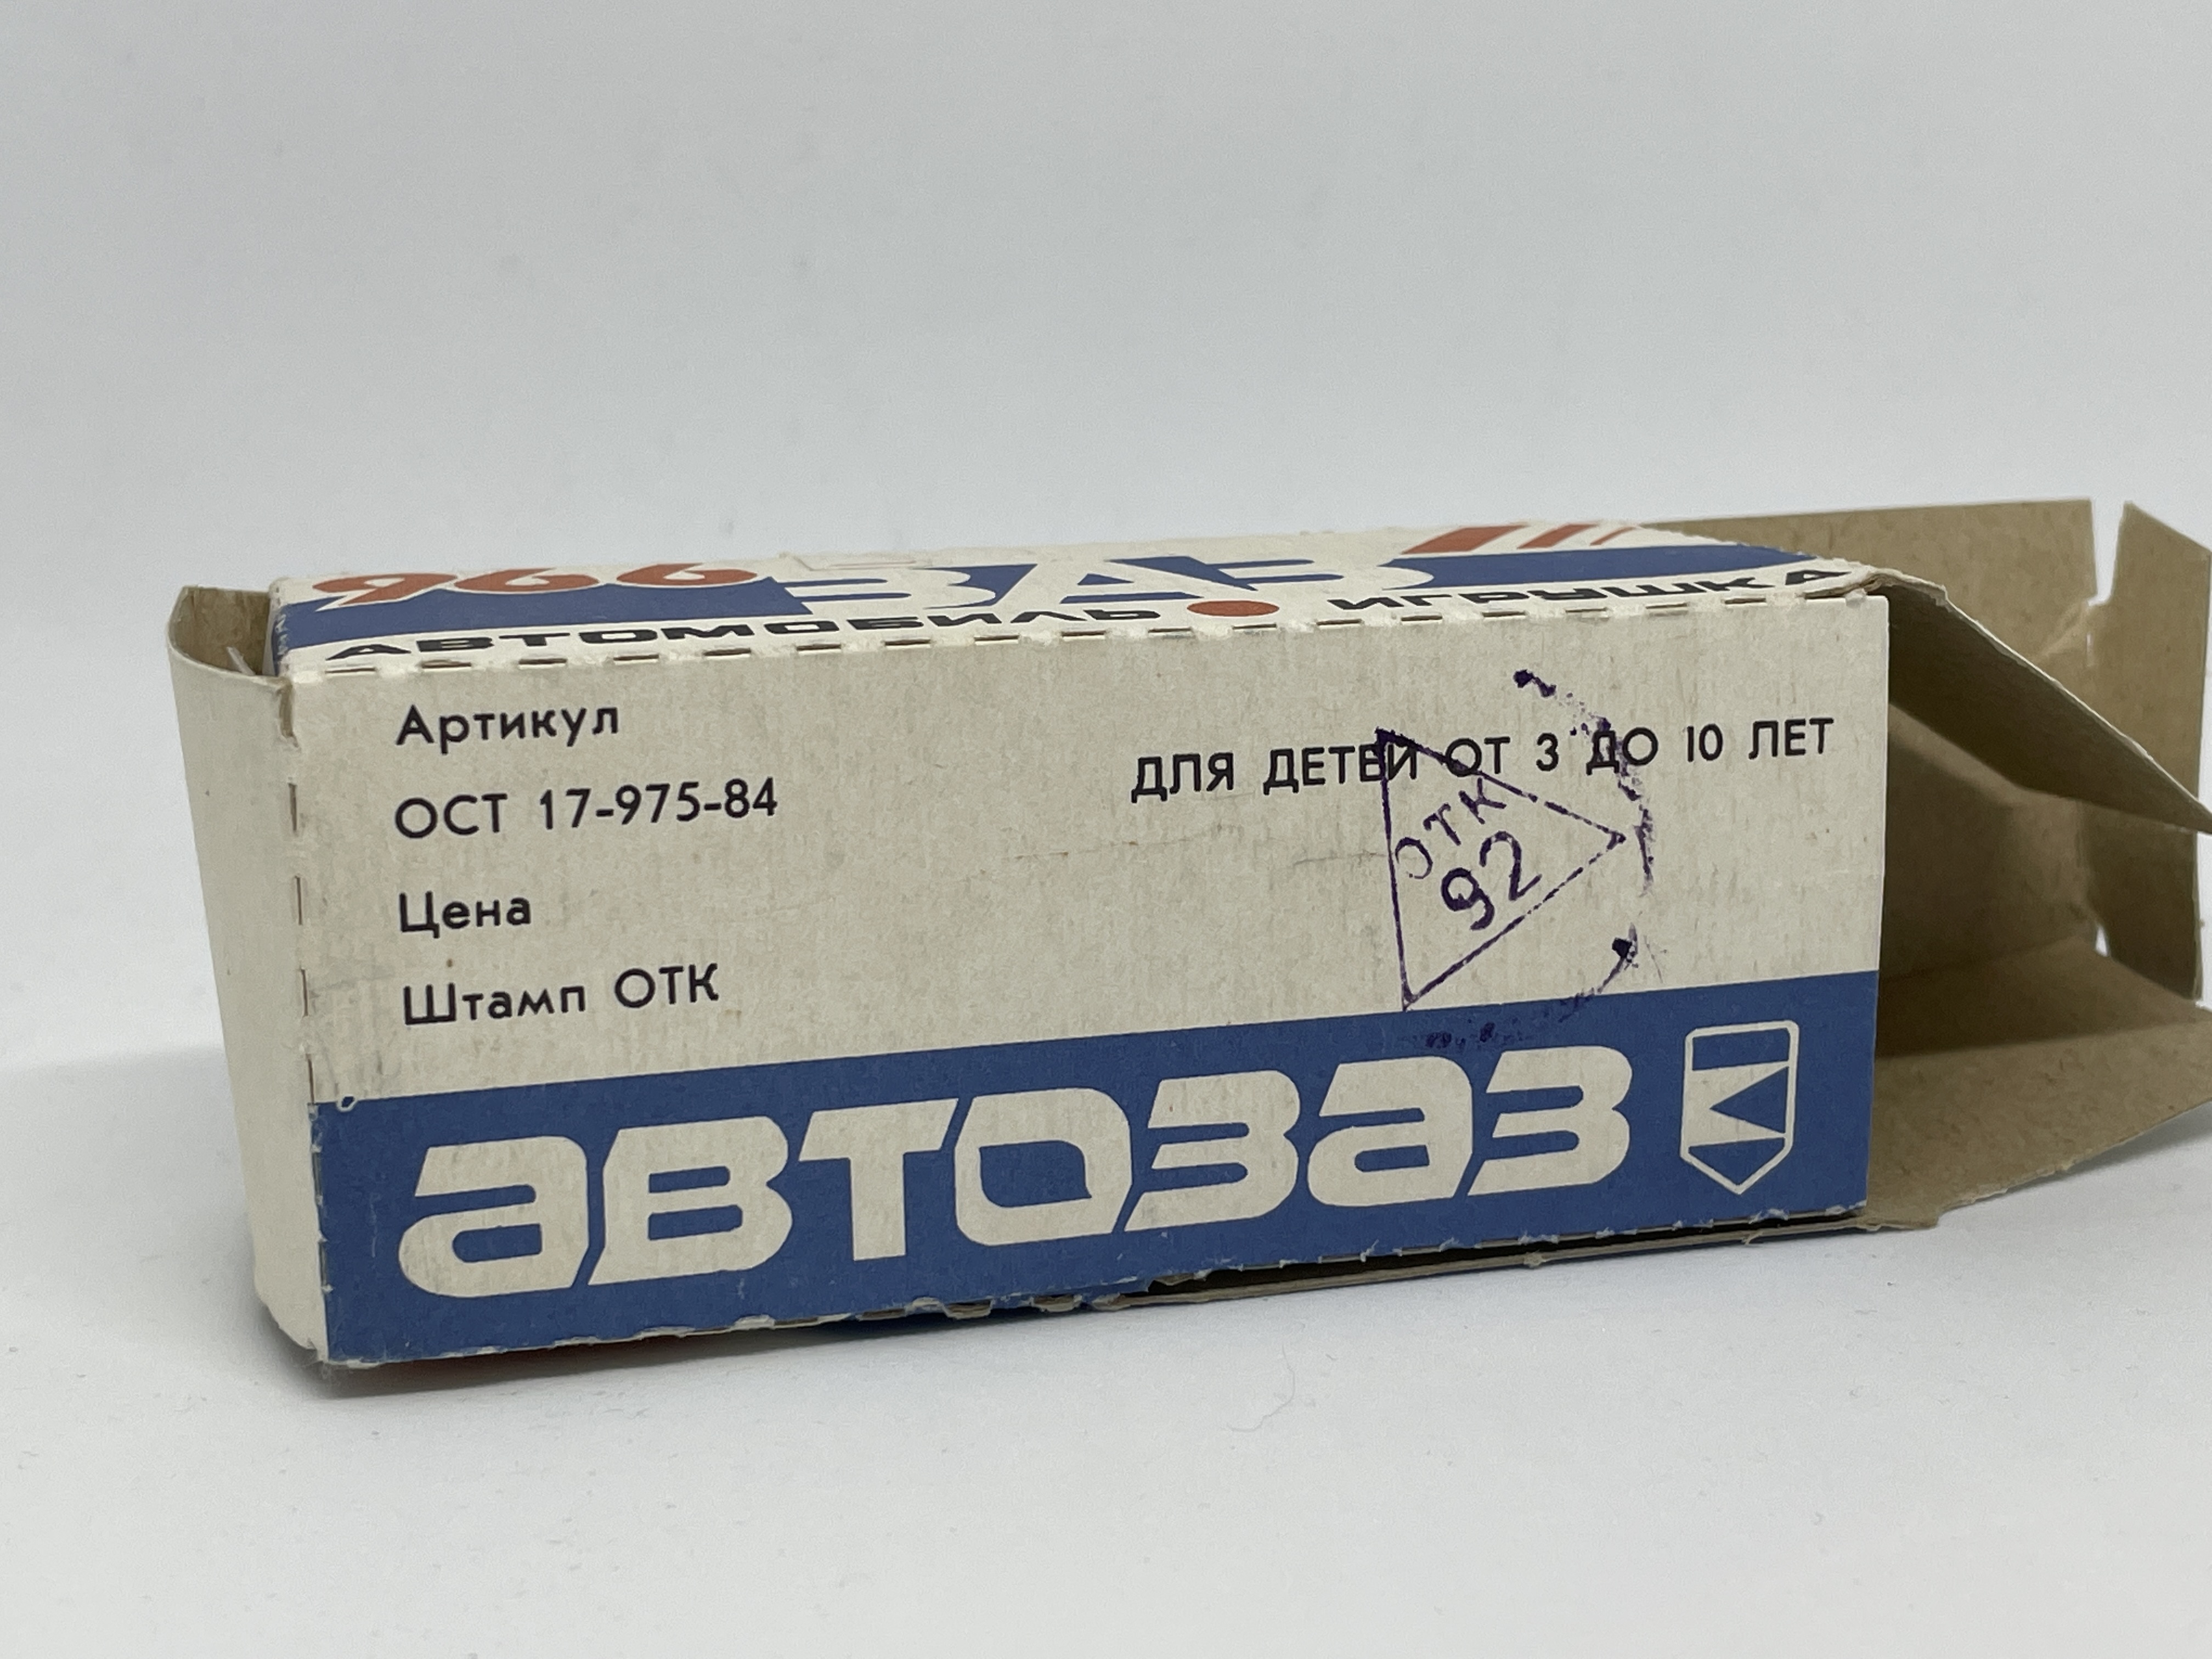 966 ЗАЗ
АВТОМОБИЛЬ • ИГРУШКА
Артикул
ОСТ 17-975-84
Цена
Штамп ОТК
ДЛЯ ДЕТЕЙ ОТ 3 ДО 10 ЛЕТ
ОТК
92
автозаз